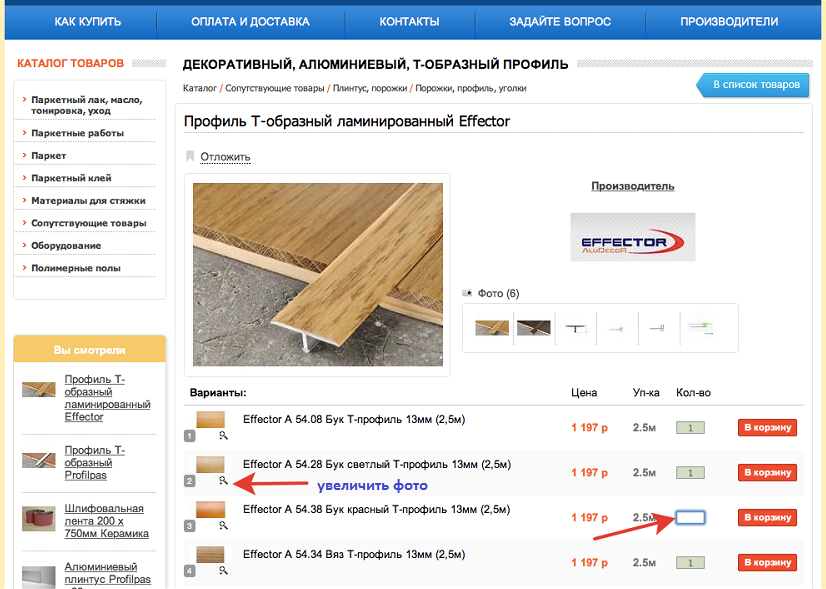 КАК КУПИТЬ
ОПЛАТА И ДОСТАВКА
КОНТАКТЫ
ЗАДАЙТЕ ВОПРОС
ПРОИЗВОДИТЕЛИ
КАТАЛОГ ТОВАРОВ
Паркетный лак, масло,
тонировка, уход
Паркетные работы
Паркет
Паркетный клей
Материалы для стяжки
Сопутствующие товары
Оборудование
Полимерные полы
Вы смотрели
Профиль Т-
образный
ламинированный
Effector
Профиль Т-
образный
Profilpas
Шлифовальная
лента 200 х
750мм Керамика
Алюминиевый
плинтус Profilpas
ДЕКОРАТИВНЫЙ, АЛЮМИНИЕВЫЙ, Т-ОБРАЗНЫЙ ПРОФИЛЬ
Каталог / Сопутствующие товары / Плинтус, порожки / Порожки, профиль, уголки
В список товаров
Профиль Т-образный ламинированный Effector
Отложить
Производитель
EFFECTOR
ALUDECOR
Фото (6)
Варианты: Цена Уп-ка Кол-во
1 Effector А 54.08 Бук Т-профиль 13мм (2,5м) 1 197 р 2.5м 1 В корзину
2 Effector А 54.28 Бук светлый Т-профиль 13мм (2,5м) 1 197 р 2.5м 1 В корзину
увеличить фото
3 Effector А 54.38 Бук красный Т-профиль 13мм (2,5м) 1 197 р 2.5м В корзину
4 Effector А 54.34 Вяз Т-профиль 13мм (2,5м) 1 197 р 2.5м 1 В корзину